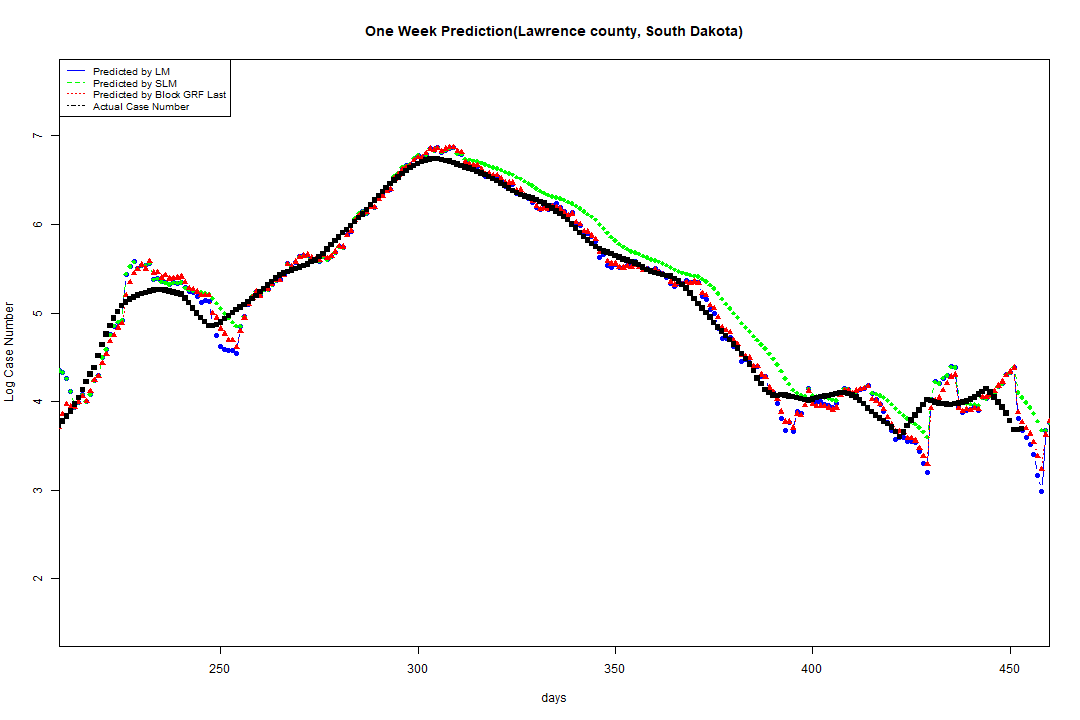 One Week Prediction(Lawrence county, South Dakota)
Predicted by LM
Predicted by SLM
Predicted by Block GRF Last
Actual Case Number
7
6
5
4
3
2
Log Case Number
250 300 350 400 450
days